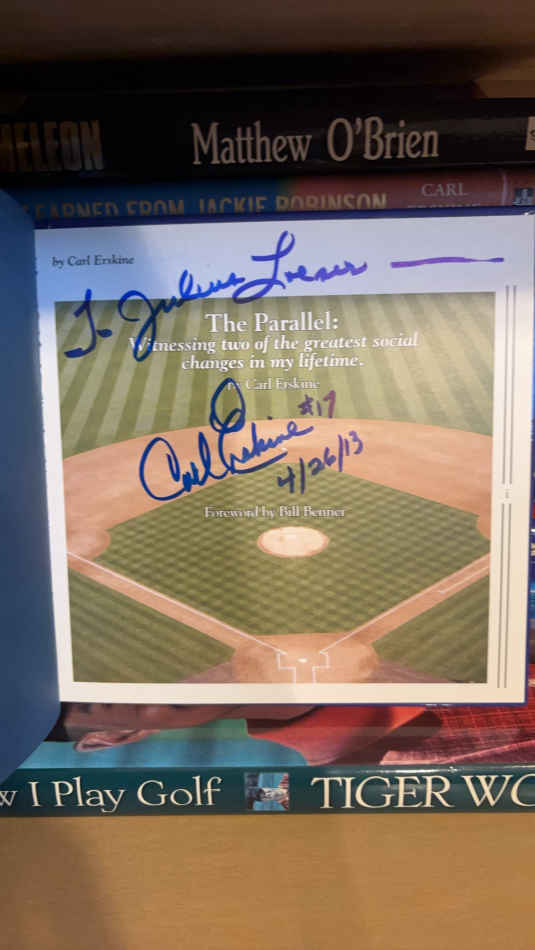 HELEON Matthew O'Brien
EARNED FROM JACKIE ROBINSON CARL
by Carl Erskine
To Julius Loeser
The Parallel:
Witnessing two of the greatest social
changes in my lifetime.
by Carl Erskine
Carl Erskine #17
4/26/13
Foreword by Bill Benner
i
w I Play Golf TIGER WO